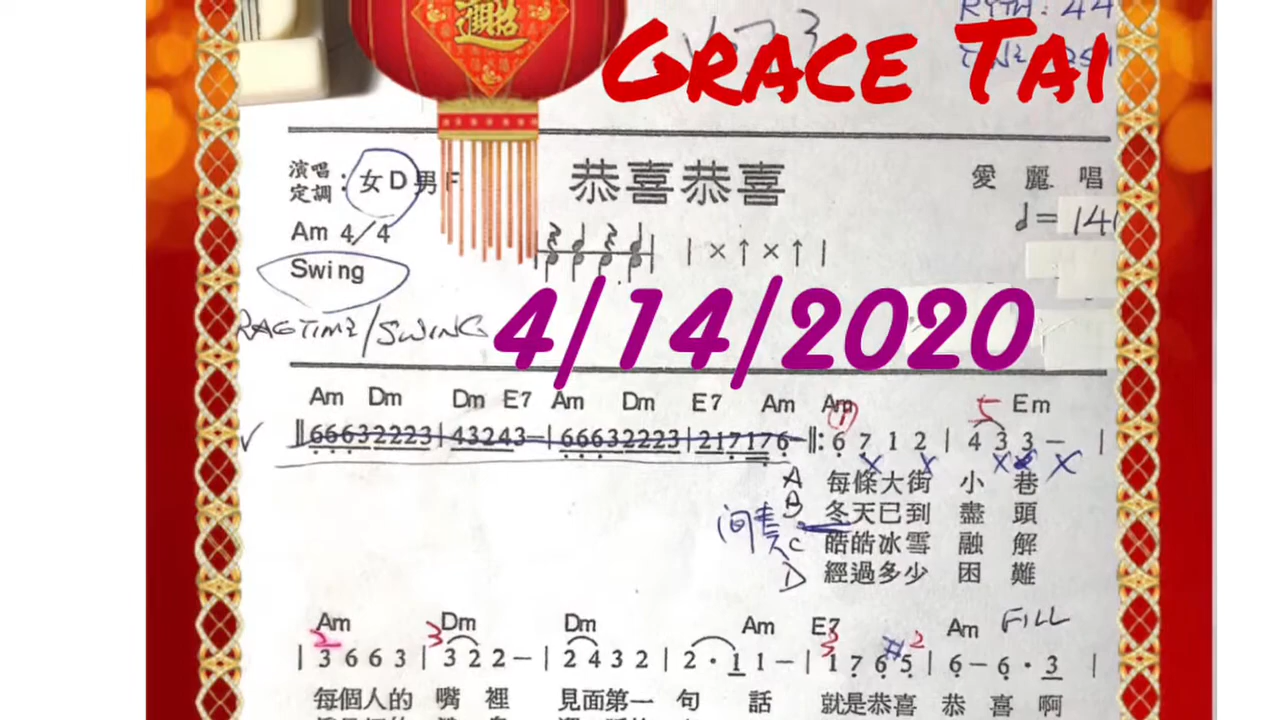 GRACE TAI
演唱
定調：女D男F
恭喜恭喜
愛麗唱
Am 4/4
| × ↑ × ↑ |
Swing
RAGTIME/SWING
4/14/2020
Am Dm Dm E7 Am Dm E7 Am Am 5 Em
‖66632223|43243–|66632223|217176–‖: 6 7 1 2 | 4 3 3 – |
A 每條大街 小 巷
B 冬天已到 盡 頭
間奏
C 皓皓冰雪 融 解
D 經過多少 困 難
Am Dm Dm Am E7 Am FILL
| 3 6 6 3 | 3 2 2 – | 2 4 3 2 | 2 · 1 1 – | 1 7 6 #5 | 6 – 6 · 3 |
每個人的 嘴 裡 見面第一 句 話 就是恭喜 恭 喜 啊